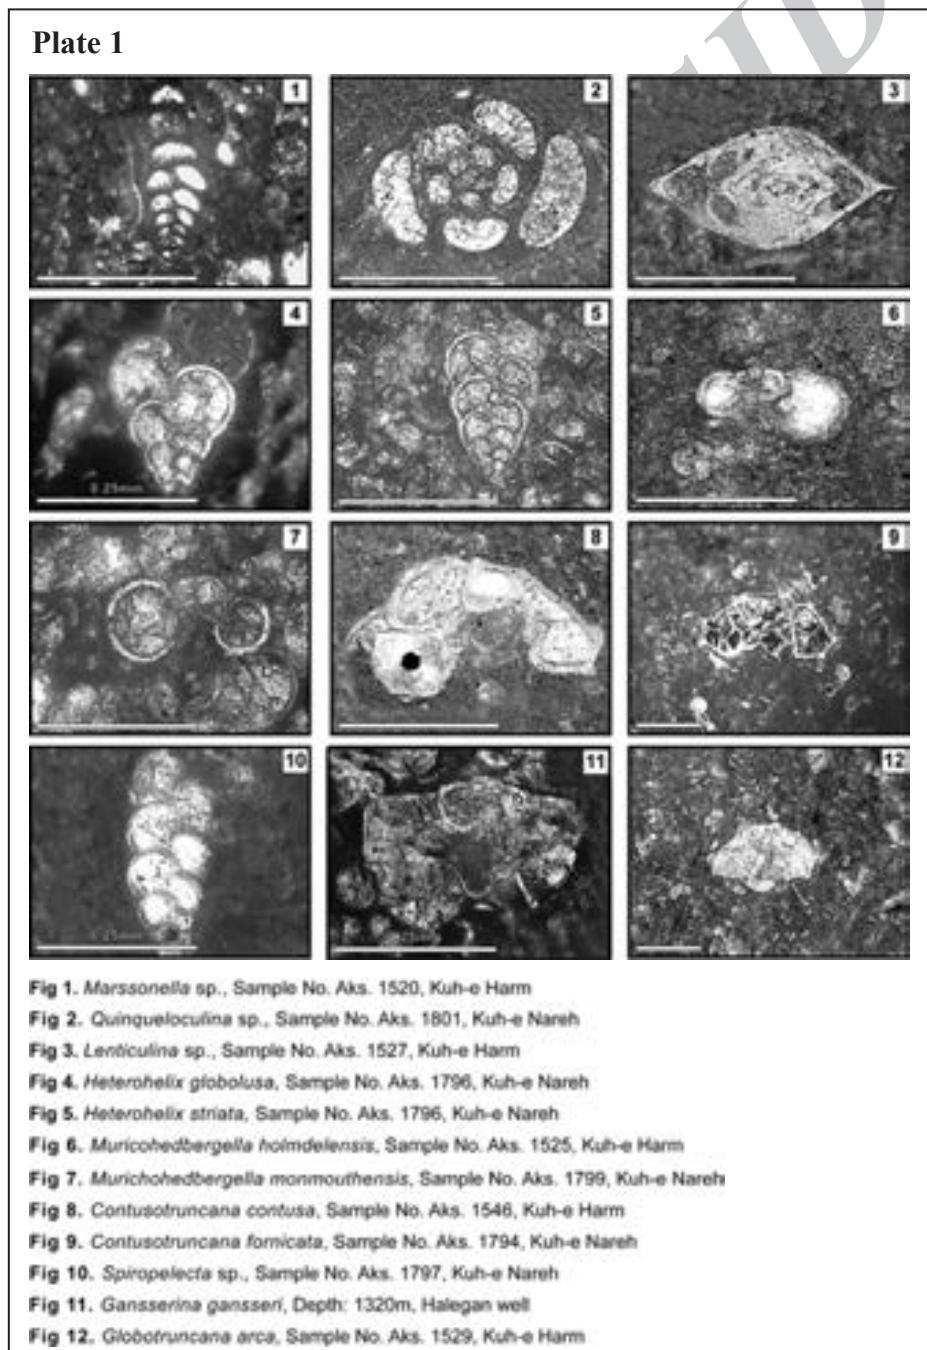 Plate 1
1
2
3
4
0.25mm
5
6
7
8
9
10
11
12
Fig 1. Marssonella sp., Sample No. Aks. 1520, Kuh-e Harm
Fig 2. Quinqueloculina sp., Sample No. Aks. 1801, Kuh-e Nareh
Fig 3. Lenticulina sp., Sample No. Aks. 1527, Kuh-e Harm
Fig 4. Heterohelix globolusa, Sample No. Aks. 1796, Kuh-e Nareh
Fig 5. Heterohelix striata, Sample No. Aks. 1796, Kuh-e Nareh
Fig 6. Muricohedbergella holmdelensis, Sample No. Aks. 1525, Kuh-e Harm
Fig 7. Murichohedbergella monmouthensis, Sample No. Aks. 1799, Kuh-e Nareh
Fig 8. Contusotruncana contusa, Sample No. Aks. 1546, Kuh-e Harm
Fig 9. Contusotruncana fornicata, Sample No. Aks. 1794, Kuh-e Nareh
Fig 10. Spiropelecta sp., Sample No. Aks. 1797, Kuh-e Nareh
Fig 11. Gansserina gansseri, Depth: 1320m, Halegan well
Fig 12. Globotruncana arca, Sample No. Aks. 1529, Kuh-e Harm